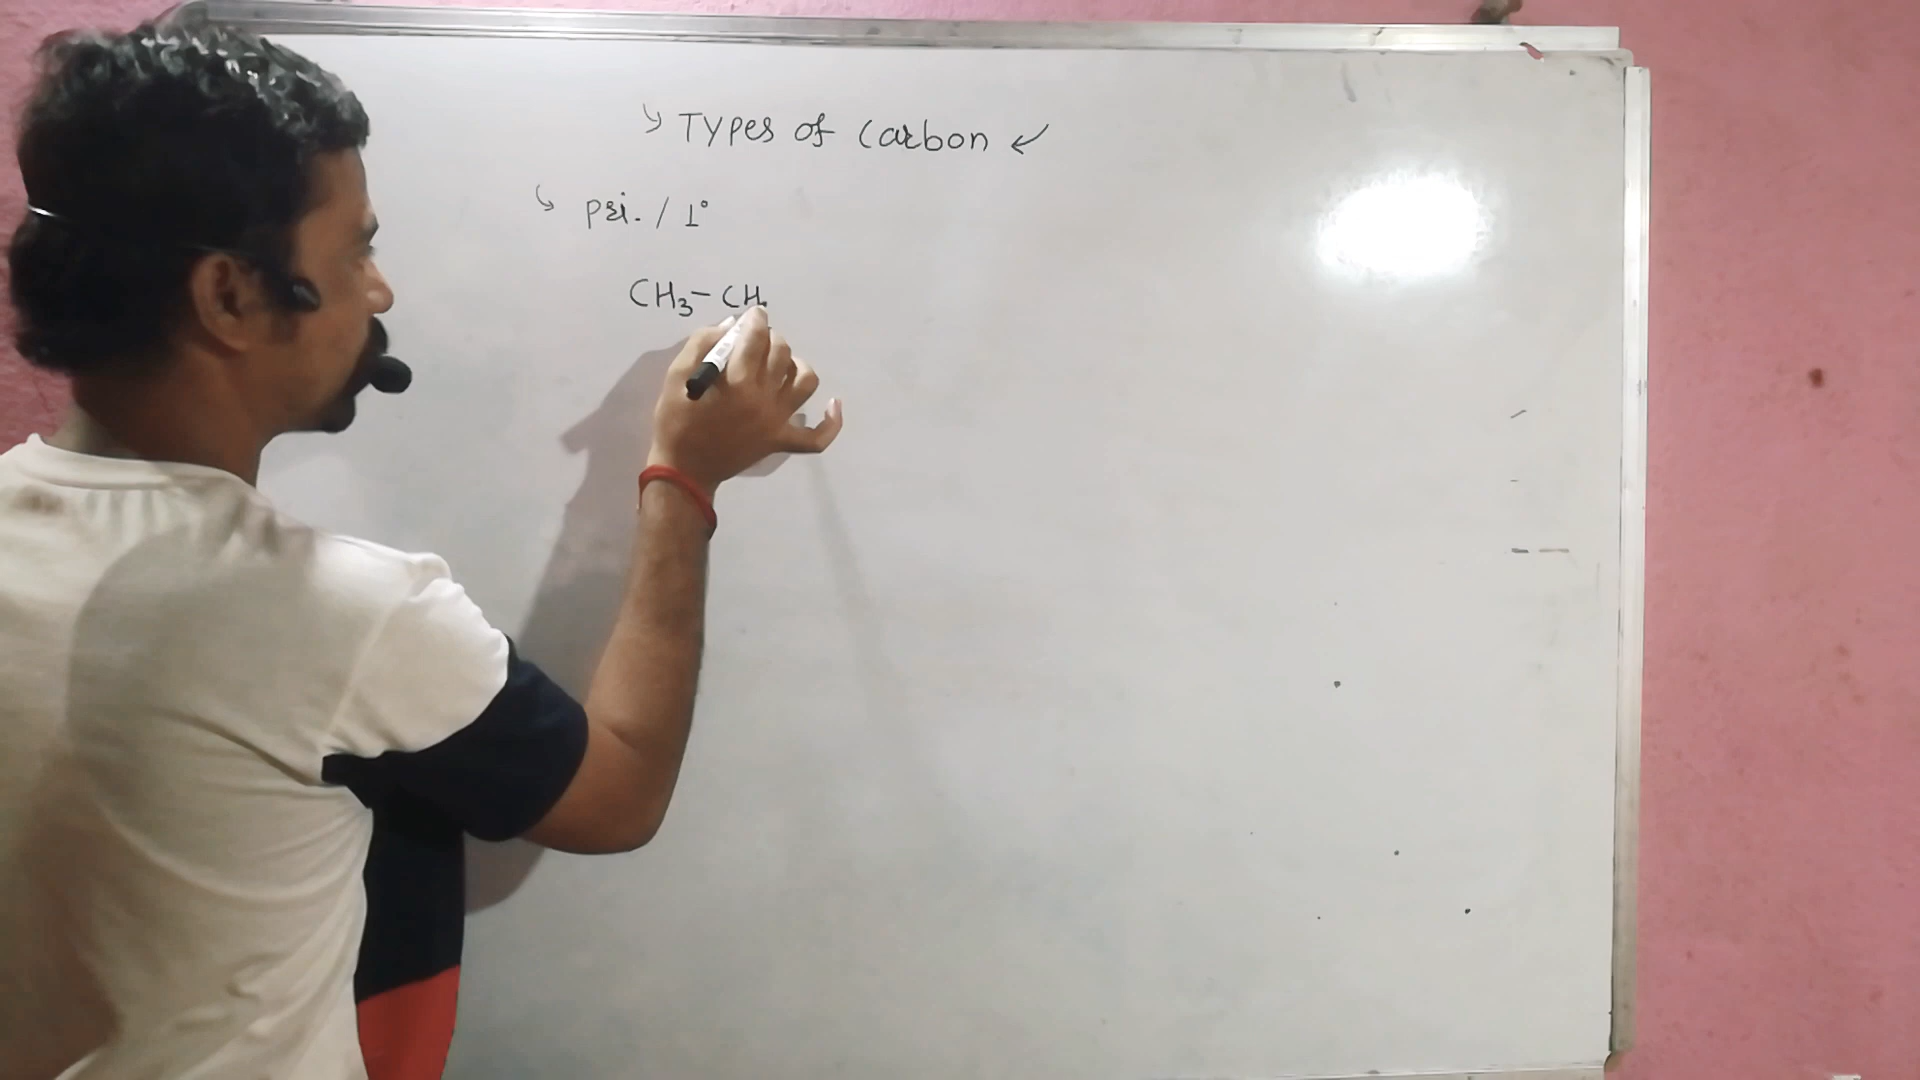 ↳ Types of Carbon ↙
↳ pri. / 1°
CH₃ – CH